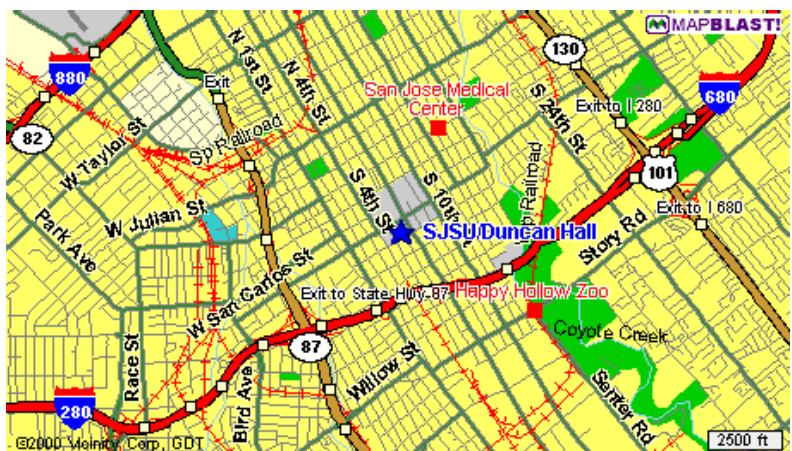 MAPBLAST!
130
880
N 1st St
N 4th St
Exit
San Jose Medical
Center
680
S 24th St
Exit to I 280
82
W Taylor St
Sp Railroad
101
S 4th St
S 10th St
Sp Railroad
Exit to I 680
Park Ave
W Julian St
SJSU/Duncan Hall
Story Rd
W San Carlos St
Exit to State Hwy 87
Happy Hollow Zoo
87
Coyote Creek
Race St
Bird Ave
Willow St
Senter Rd
280
©2000 Vicinity Corp, GDT
2500 ft